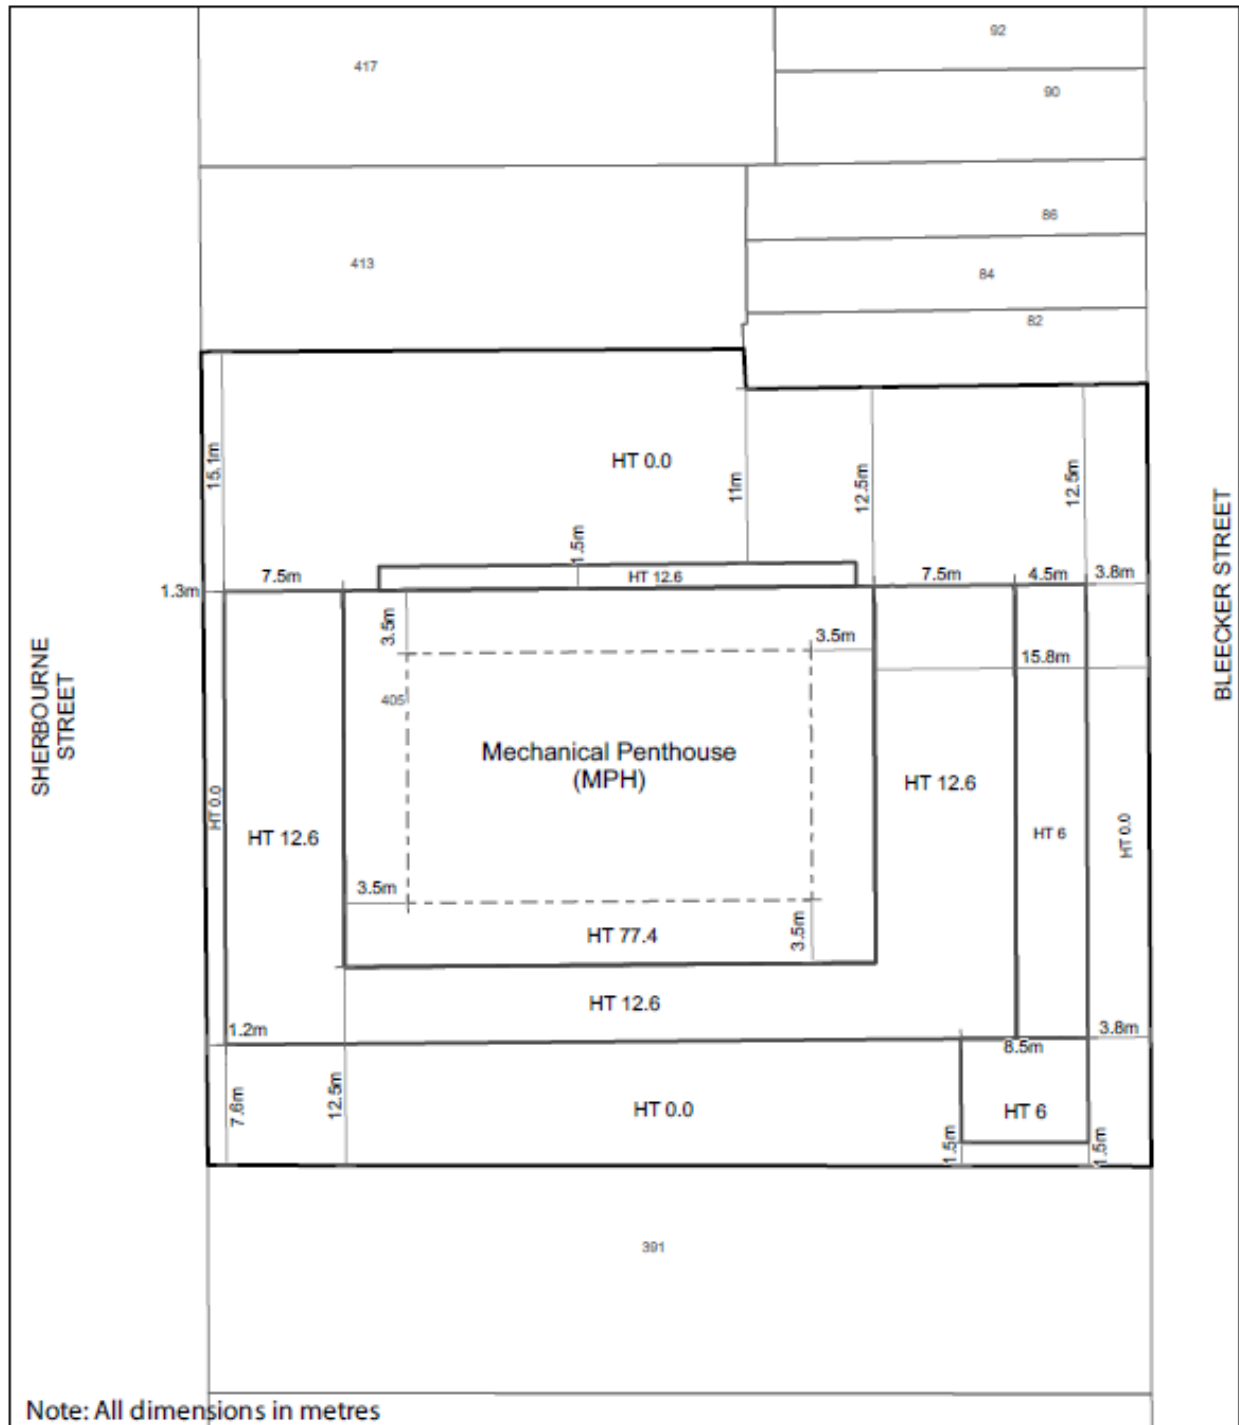 92
417
90
86
413
84
82
15.1m
HT 0.0
11m
12.5m
12.5m
1.5m
7.5m
HT 12.6
7.5m
4.5m
3.8m
1.3m
3.5m
3.5m
15.8m
SHERBOURNE
STREET
BLEECKER STREET
405
Mechanical Penthouse
(MPH)
HT 12.6
HT 0.0
HT 12.6
HT 6
HT 0.0
3.5m
HT 77.4
3.5m
HT 12.6
1.2m
3.8m
8.5m
7.6m
12.5m
HT 0.0
HT 6
1.5m
1.5m
391
Note: All dimensions in metres